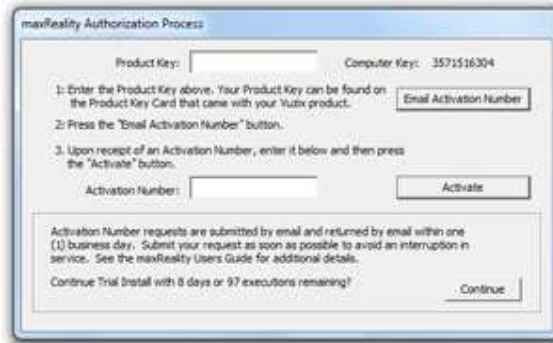 maxReality Authorization Process
Product Key:
Computer Key: 3571516304
1: Enter the Product Key above. Your Product Key can be found on
the Product Key Card that came with your Vuzix product.
Email Activation Number
2: Press the "Email Activation Number" button.
3. Upon receipt of an Activation Number, enter it below and then press
the "Activate" button.
Activation Number:
Activate
Activation Number requests are submitted by email and returned by email within one
(1) business day. Submit your request as soon as possible to avoid an interruption in
service. See the maxReality Users Guide for additional details.
Continue Trial Install with 8 days or 97 executions remaining?
Continue